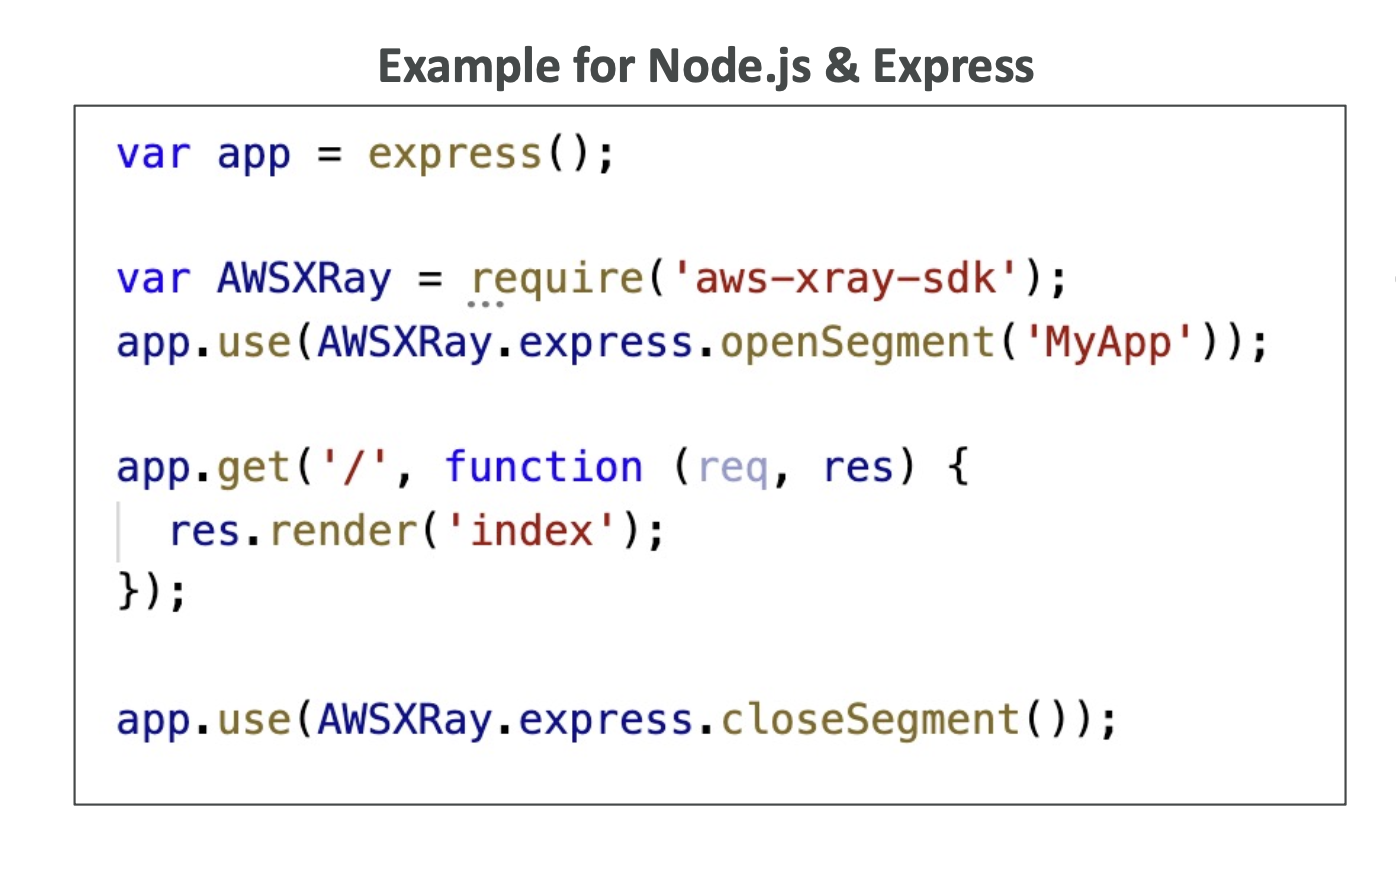 Example for Node.js & Express
var app = express();
var AWSXRay = require('aws-xray-sdk');
app.use(AWSXRay.express.openSegment('MyApp'));
app.get('/', function (req, res) {
  res.render('index');
});
app.use(AWSXRay.express.closeSegment());